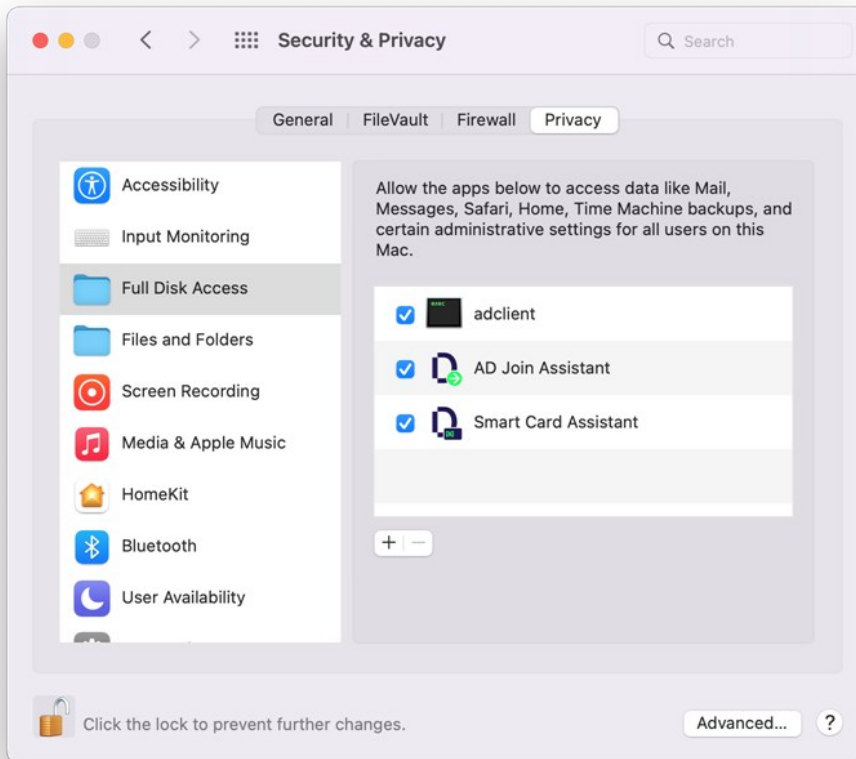 Security & Privacy
Search
General
FileVault
Firewall
Privacy
Accessibility
Input Monitoring
Full Disk Access
Files and Folders
Screen Recording
Media & Apple Music
HomeKit
Bluetooth
User Availability
Allow the apps below to access data like Mail,
Messages, Safari, Home, Time Machine backups, and
certain administrative settings for all users on this
Mac.
adclient
AD Join Assistant
Smart Card Assistant
+ −
Click the lock to prevent further changes.
Advanced...
?